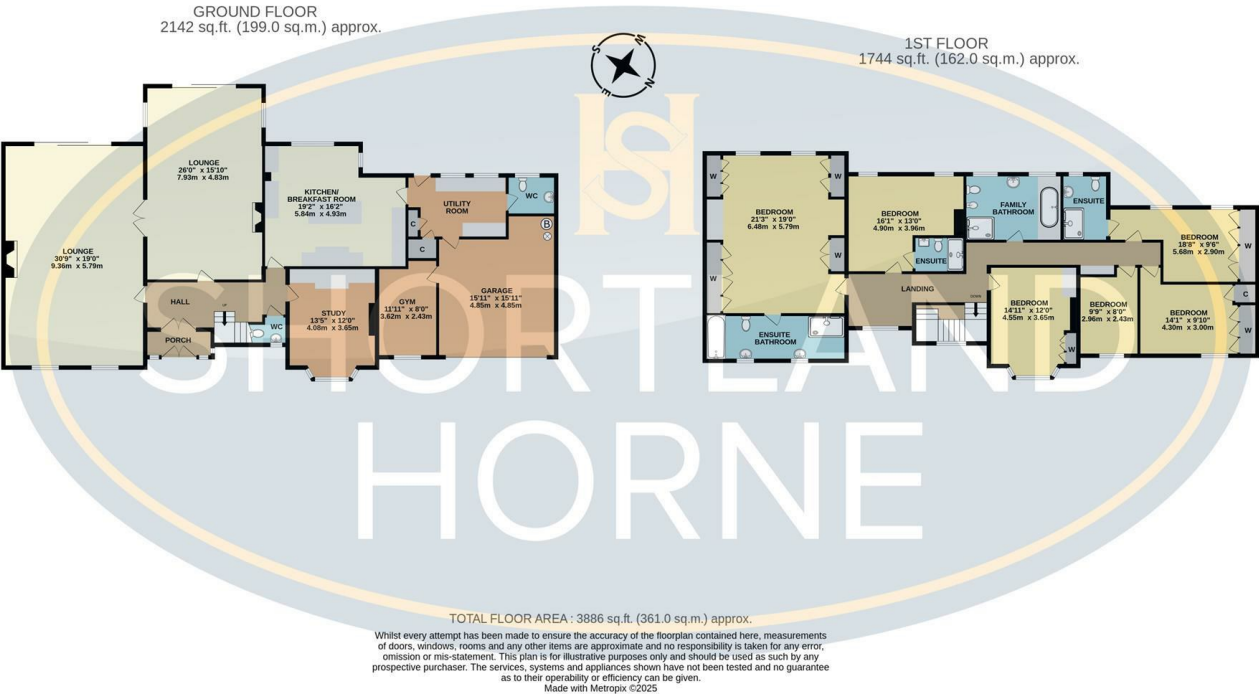 GROUND FLOOR
2142 sq.ft. (199.0 sq.m.) approx.
1ST FLOOR
1744 sq.ft. (162.0 sq.m.) approx.
S
W
E
N
LOUNGE
26'0" x 15'10"
7.93m x 4.83m
LOUNGE
30'9" x 19'0"
9.36m x 5.79m
KITCHEN/
BREAKFAST ROOM
19'2" x 16'2"
5.84m x 4.93m
UTILITY
ROOM
WC
C
C
B
HALL
UP
PORCH
WC
STUDY
13'5" x 12'0"
4.08m x 3.65m
GYM
11'11" x 8'0"
3.62m x 2.43m
GARAGE
15'11" x 15'11"
4.85m x 4.85m
W
W
BEDROOM
21'3" x 19'0"
6.48m x 5.79m
W
W
ENSUITE
BATHROOM
BEDROOM
16'1" x 13'0"
4.90m x 3.96m
ENSUITE
FAMILY
BATHROOM
ENSUITE
BEDROOM
18'8" x 9'6"
5.68m x 2.90m
W
LANDING
DOWN
BEDROOM
14'11" x 12'0"
4.55m x 3.65m
W
BEDROOM
9'9" x 8'0"
2.96m x 2.43m
BEDROOM
14'1" x 9'10"
4.30m x 3.00m
C
W
SHORTLAND
HORNE
TOTAL FLOOR AREA : 3886 sq.ft. (361.0 sq.m.) approx.
Whilst every attempt has been made to ensure the accuracy of the floorplan contained here, measurements
of doors, windows, rooms and any other items are approximate and no responsibility is taken for any error,
omission or mis-statement. This plan is for illustrative purposes only and should be used as such by any
prospective purchaser. The services, systems and appliances shown have not been tested and no guarantee
as to their operability or efficiency can be given.
Made with Metropix ©2025